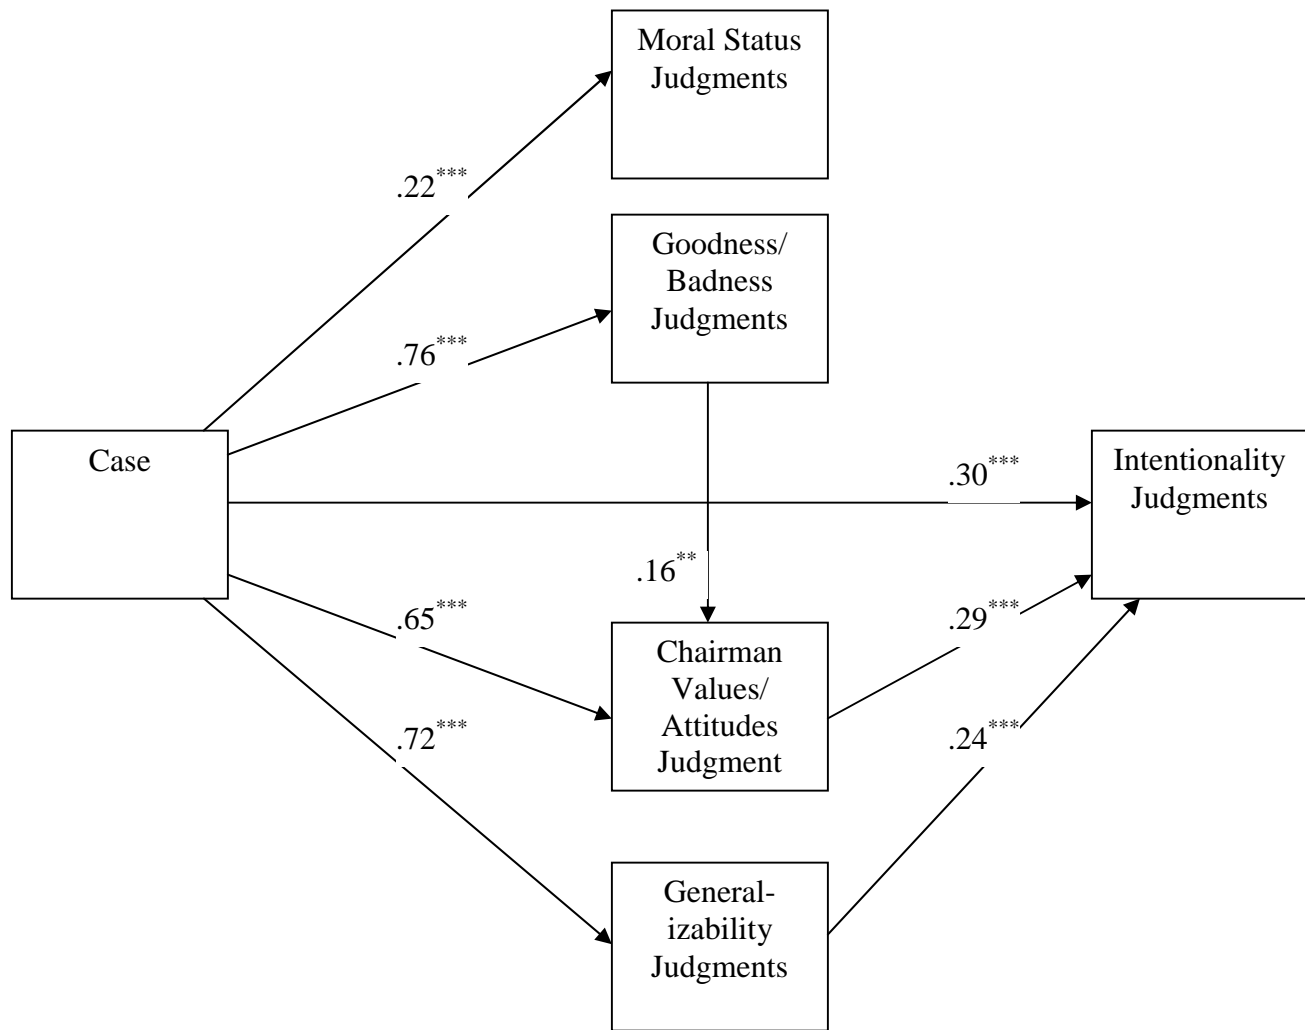 Moral Status
Judgments
.22***
Goodness/
Badness
Judgments
.76***
Case
.30***
Intentionality
Judgments
.16**
.65***
.29***
Chairman
Values/
Attitudes
Judgment
.72***
.24***
General-
izability
Judgments